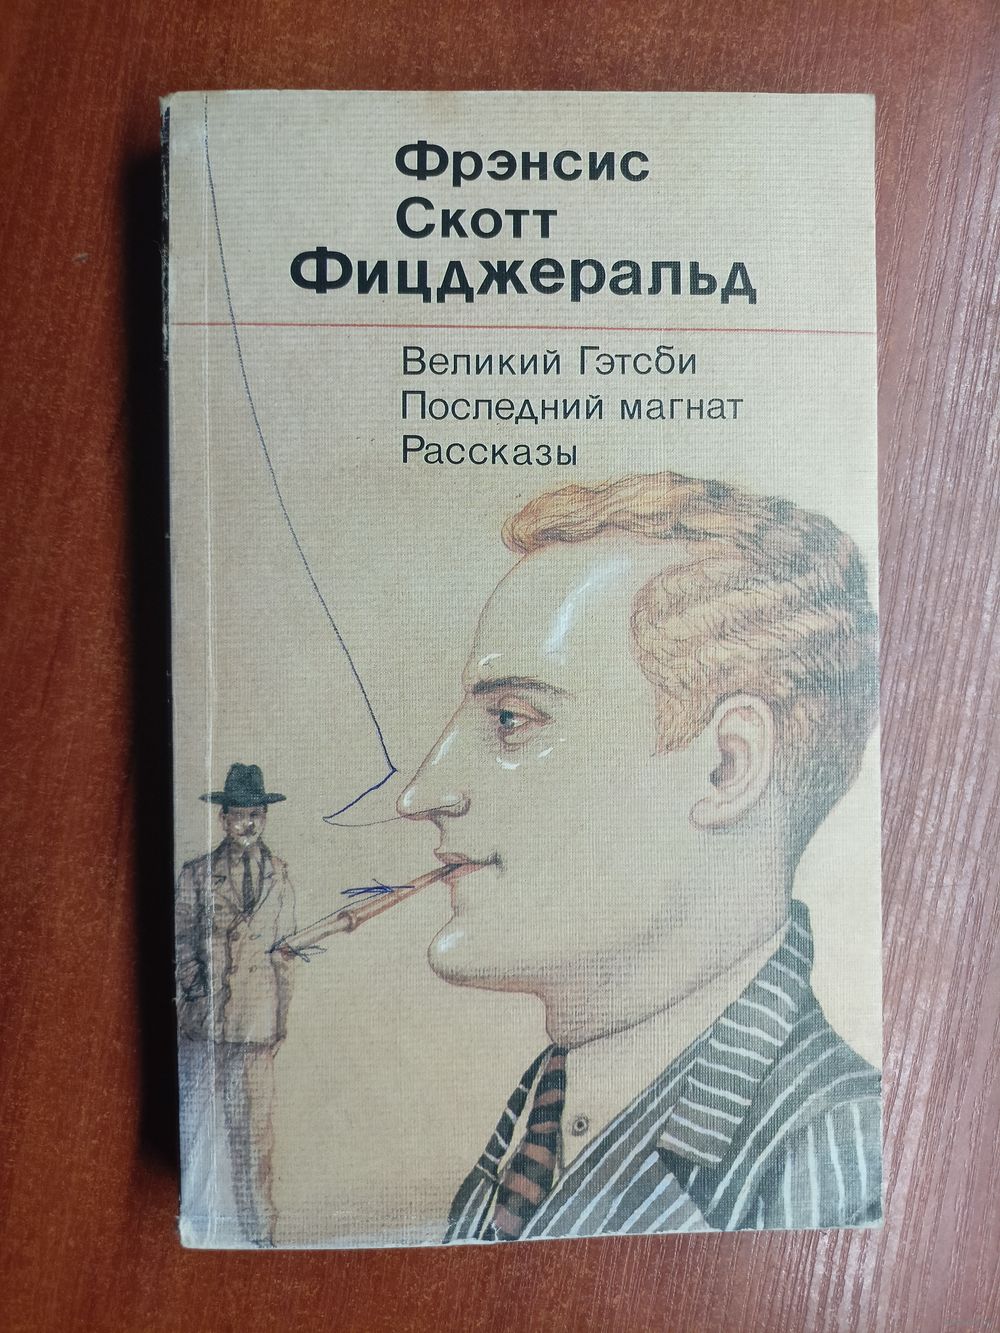 Фрэнсис
Скотт
Фицджеральд
Великий Гэтсби
Последний магнат
Рассказы